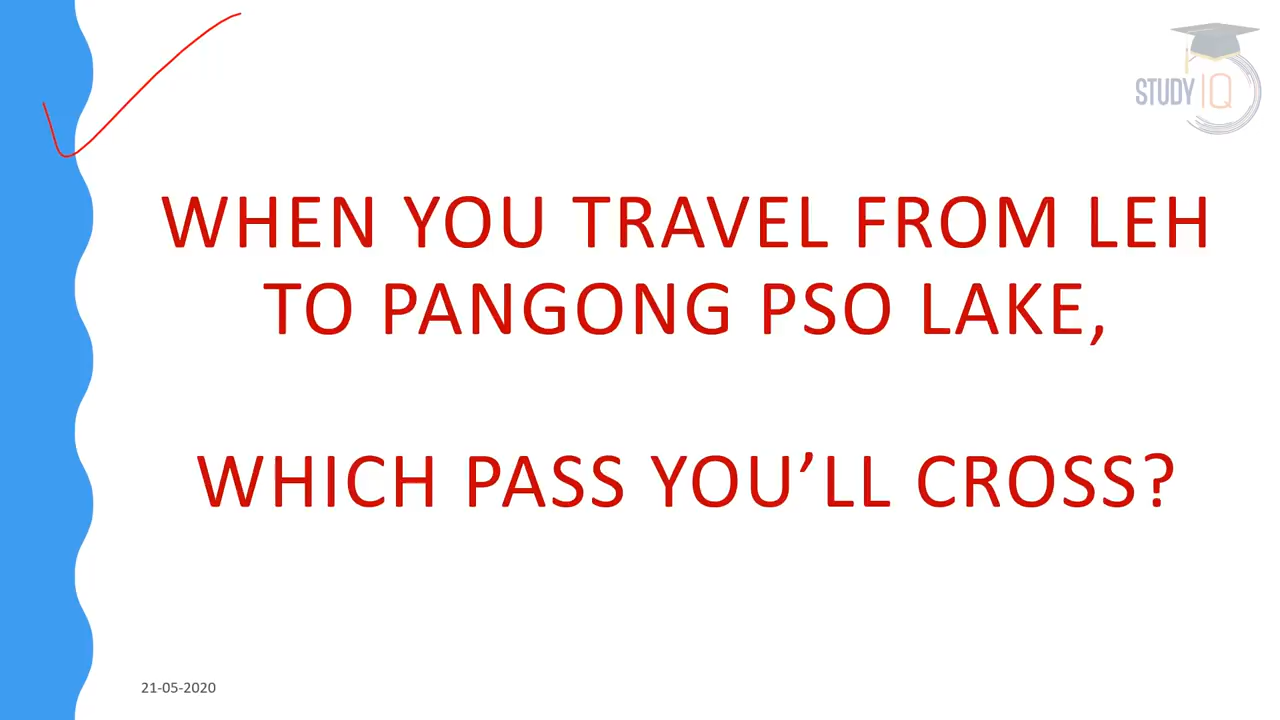 STUDY IQ
WHEN YOU TRAVEL FROM LEH
TO PANGONG PSO LAKE,
WHICH PASS YOU’LL CROSS?
21-05-2020